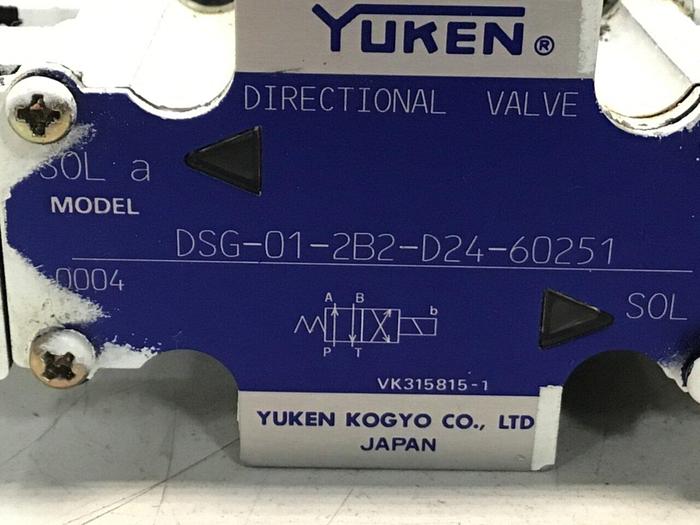 YUKEN®
DIRECTIONAL VALVE
SOL a
MODEL
DSG-01-2B2-D24-60251
0004
A B
b
P T
SOL
VK315815-1
YUKEN KOGYO CO., LTD
JAPAN